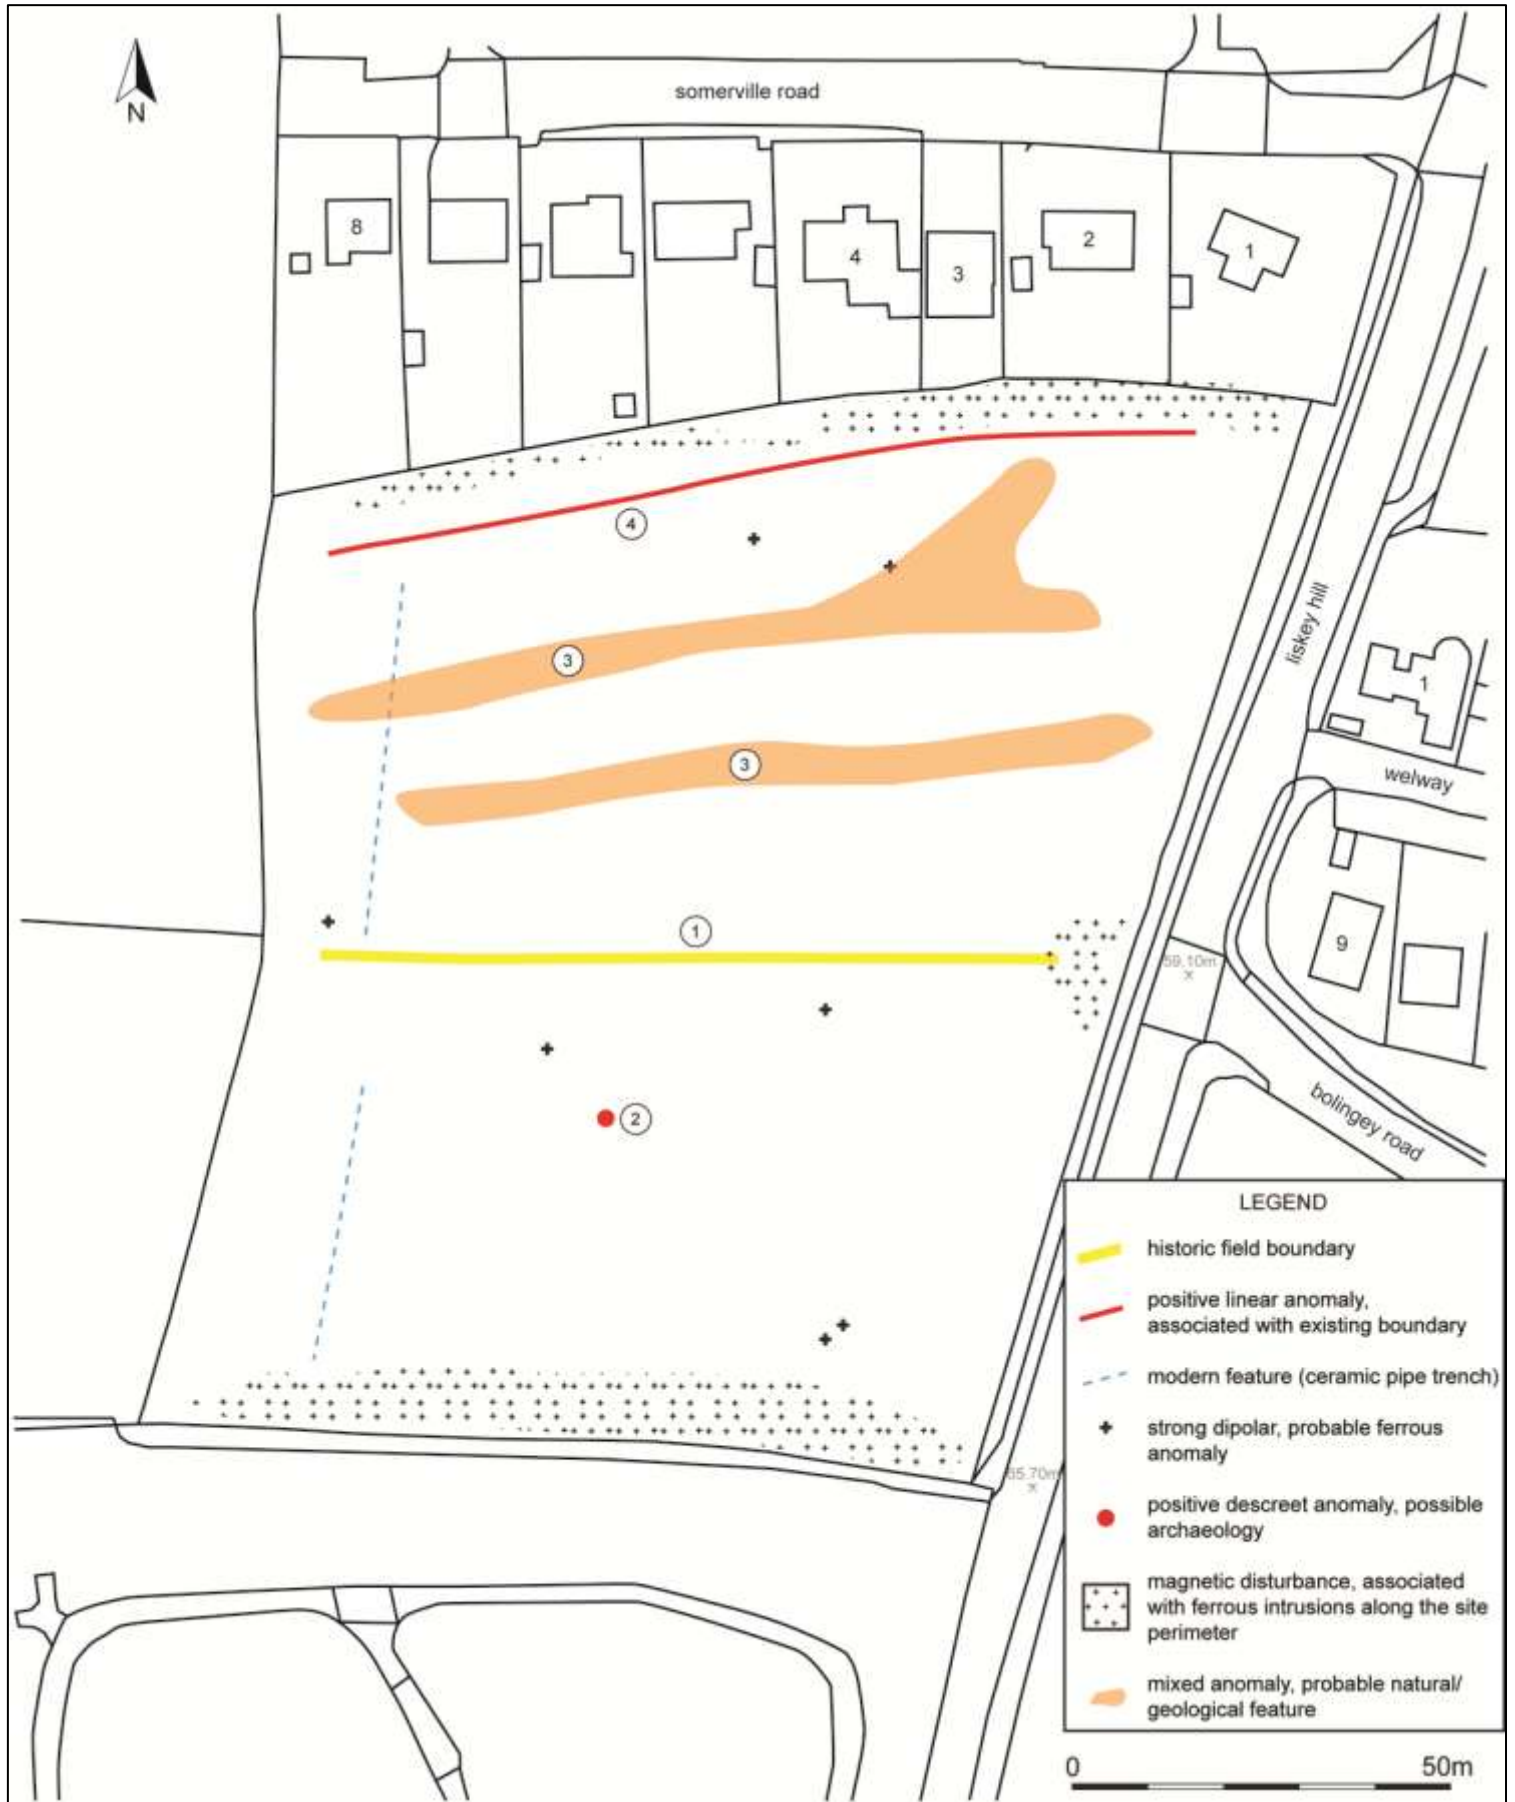 N
somerville road
8
4
3
2
1
4
3
liskey hill
1
3
welway
1
9
59.10m
2
bolingey road
LEGEND
historic field boundary
positive linear anomaly,
associated with existing boundary
modern feature (ceramic pipe trench)
strong dipolar, probable ferrous
anomaly
55.70m
positive descreet anomaly, possible
archaeology
magnetic disturbance, associated
with ferrous intrusions along the site
perimeter
mixed anomaly, probable natural/
geological feature
0 50m